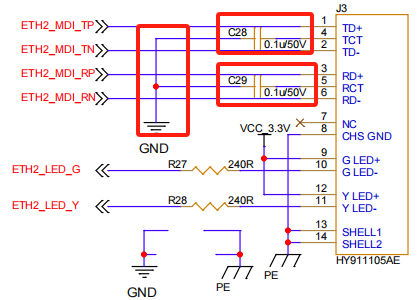 J3
ETH2_MDI_TP
1
TD+
C28
4
TCT
ETH2_MDI_TN
0.1u/50V
2
TD-
ETH2_MDI_RP
3
RD+
C29
5
RCT
ETH2_MDI_RN
0.1u/50V
6
RD-
7
NC
VCC_3.3V
8
CHS GND
GND
9
G LED+
ETH2_LED_G
R27
240R
10
G LED-
12
Y LED+
ETH2_LED_Y
R28
240R
11
Y LED-
13
SHELL1
14
SHELL2
HY911105AE
GND
PE
PE